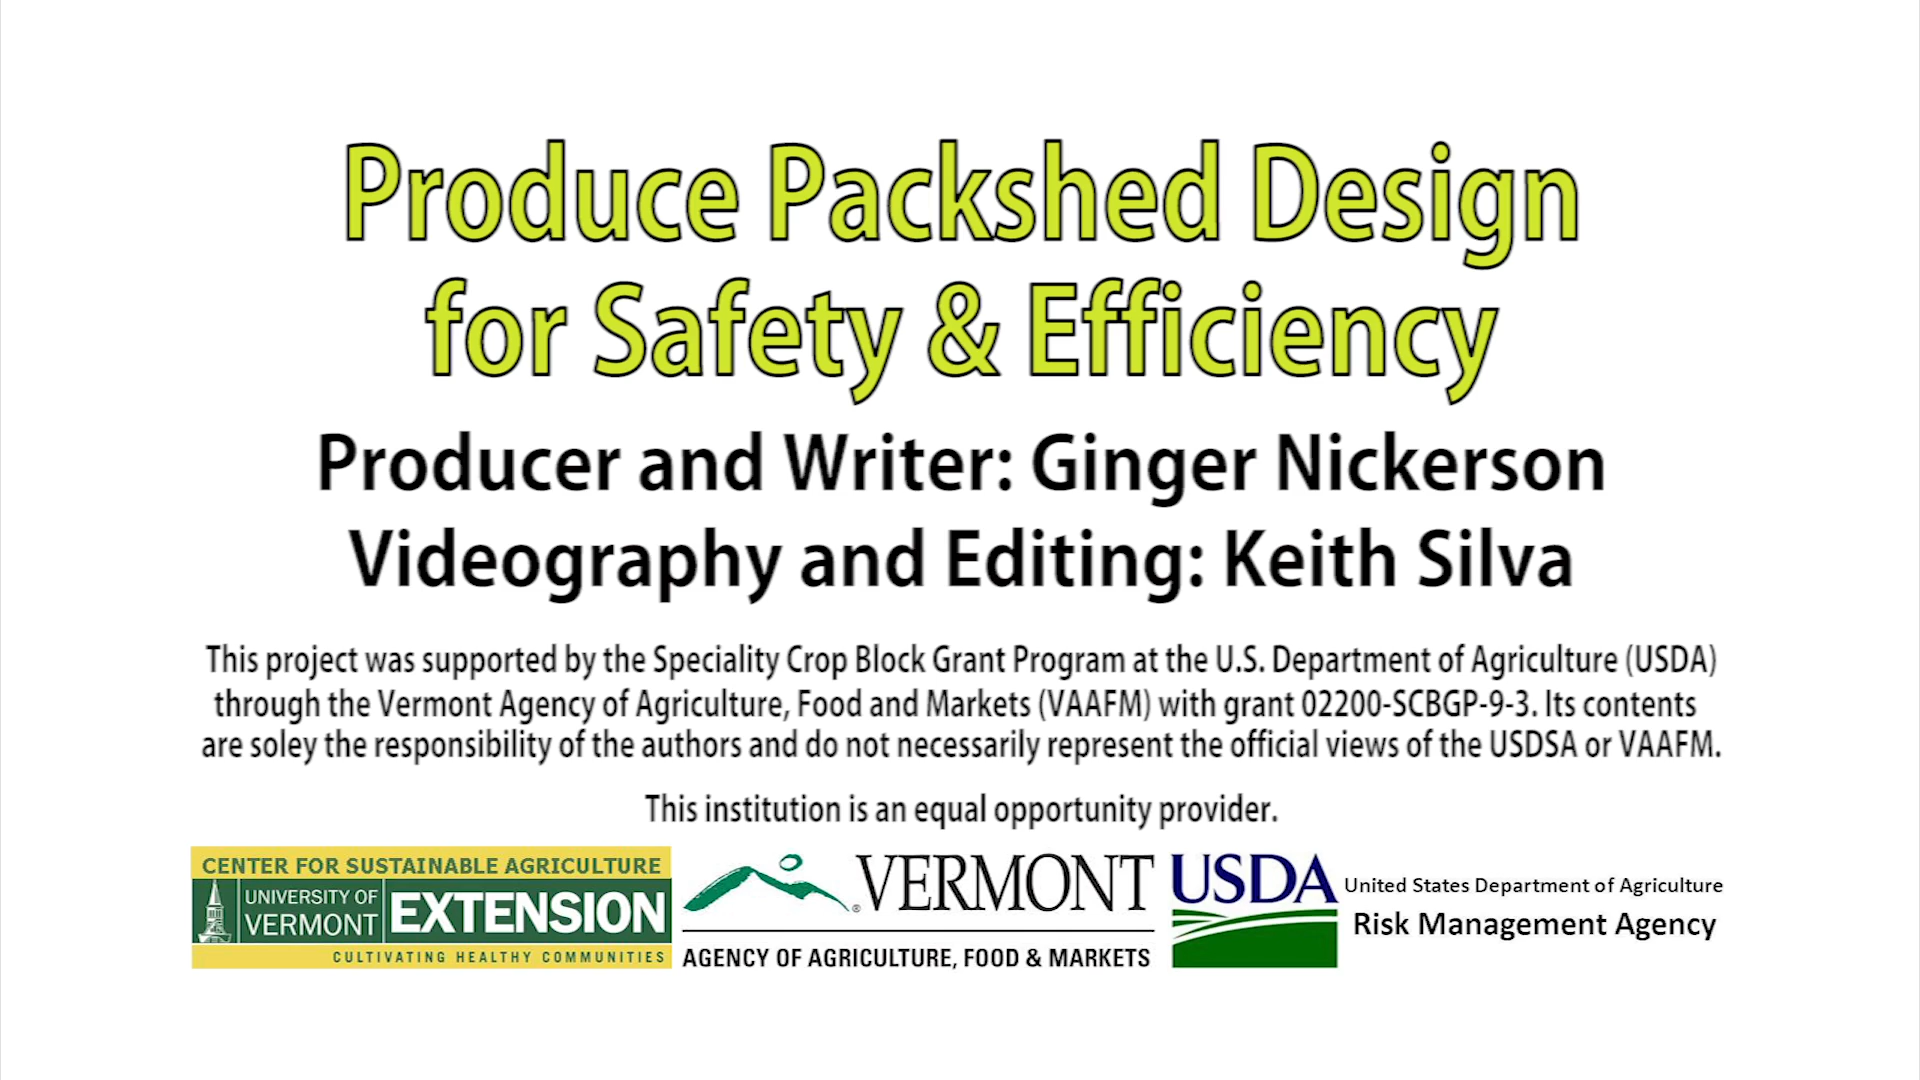 Produce Packshed Design
for Safety & Efficiency
Producer and Writer: Ginger Nickerson
Videography and Editing: Keith Silva
This project was supported by the Speciality Crop Block Grant Program at the U.S. Department of Agriculture (USDA)
through the Vermont Agency of Agriculture, Food and Markets (VAAFM) with grant 02200-SCBGP-9-3. Its contents
are soley the responsibility of the authors and do not necessarily represent the official views of the USDSA or VAAFM.
This institution is an equal opportunity provider.
CENTER FOR SUSTAINABLE AGRICULTURE
UNIVERSITY OF
VERMONT
EXTENSION
CULTIVATING HEALTHY COMMUNITIES
® VERMONT
AGENCY OF AGRICULTURE, FOOD & MARKETS
USDA
United States Department of Agriculture
Risk Management Agency